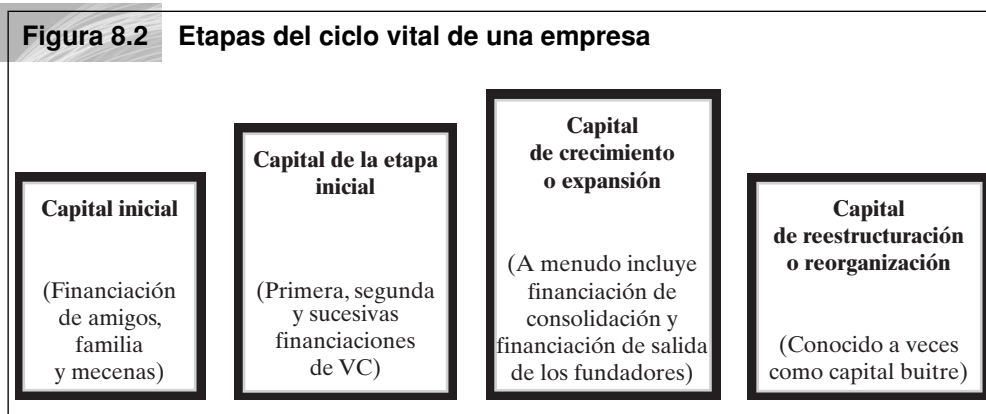 Figura 8.2 Etapas del ciclo vital de una empresa
Capital inicial
(Financiación
de amigos,
familia
y mecenas)
Capital de la etapa
inicial
(Primera, segunda
y sucesivas
financiaciones
de VC)
Capital
de crecimiento
o expansión
(A menudo incluye
financiación de
consolidación y
financiación de salida
de los fundadores)
Capital
de reestructuración
o reorganización
(Conocido a veces
como capital buitre)